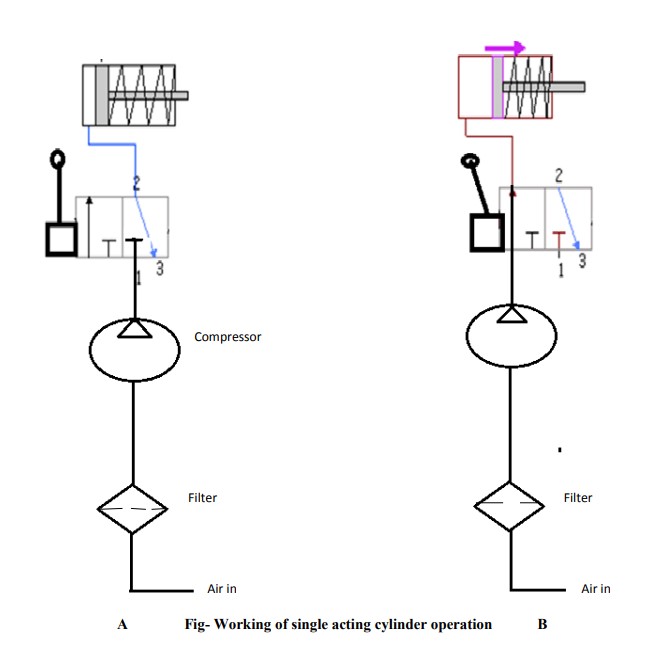 2
1
3
Compressor
Filter
Air in
2
1
3
Filter
Air in
A Fig- Working of single acting cylinder operation B